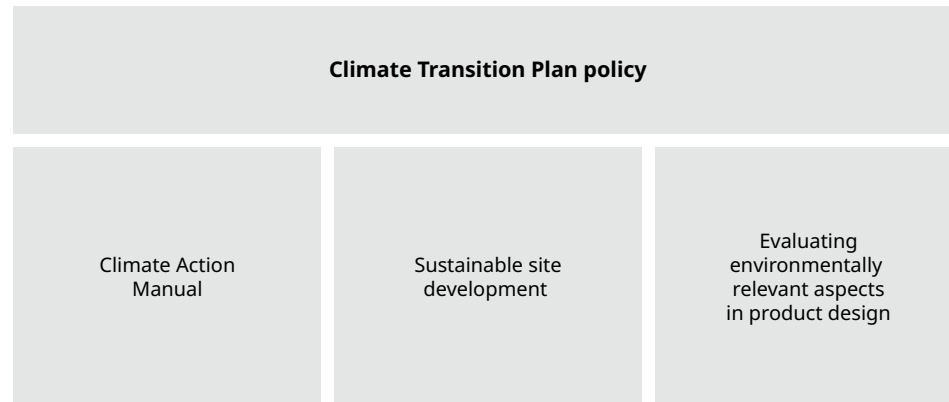 Climate Transition Plan policy
Climate Action
Manual
Sustainable site
development
Evaluating
environmentally
relevant aspects
in product design